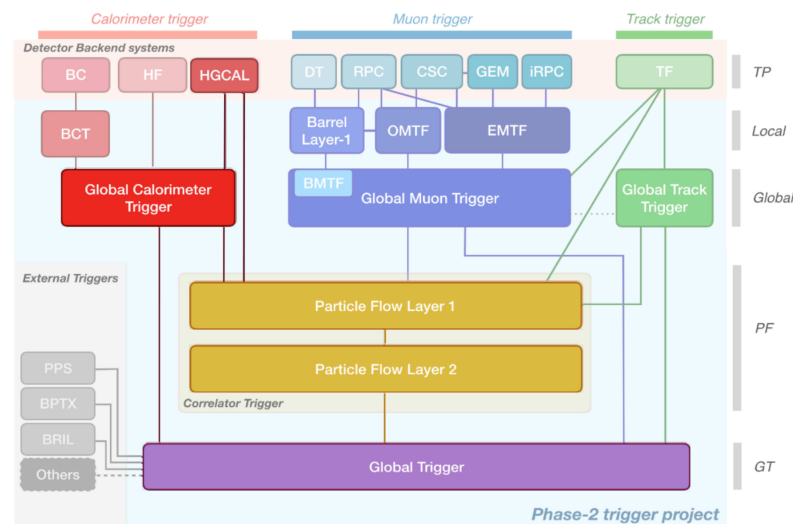 Calorimeter trigger
Muon trigger
Track trigger
Detector Backend systems
BC
HF
HGCAL
DT
RPC
CSC
GEM
iRPC
TF
TP
BCT
Barrel
Layer-1
OMTF
EMTF
Local
Global Calorimeter
Trigger
BMTF
Global Muon Trigger
Global Track
Trigger
Global
External Triggers
Particle Flow Layer 1
PF
Particle Flow Layer 2
Correlator Trigger
PPS
BPTX
BRIL
Others
Global Trigger
GT
Phase-2 trigger project